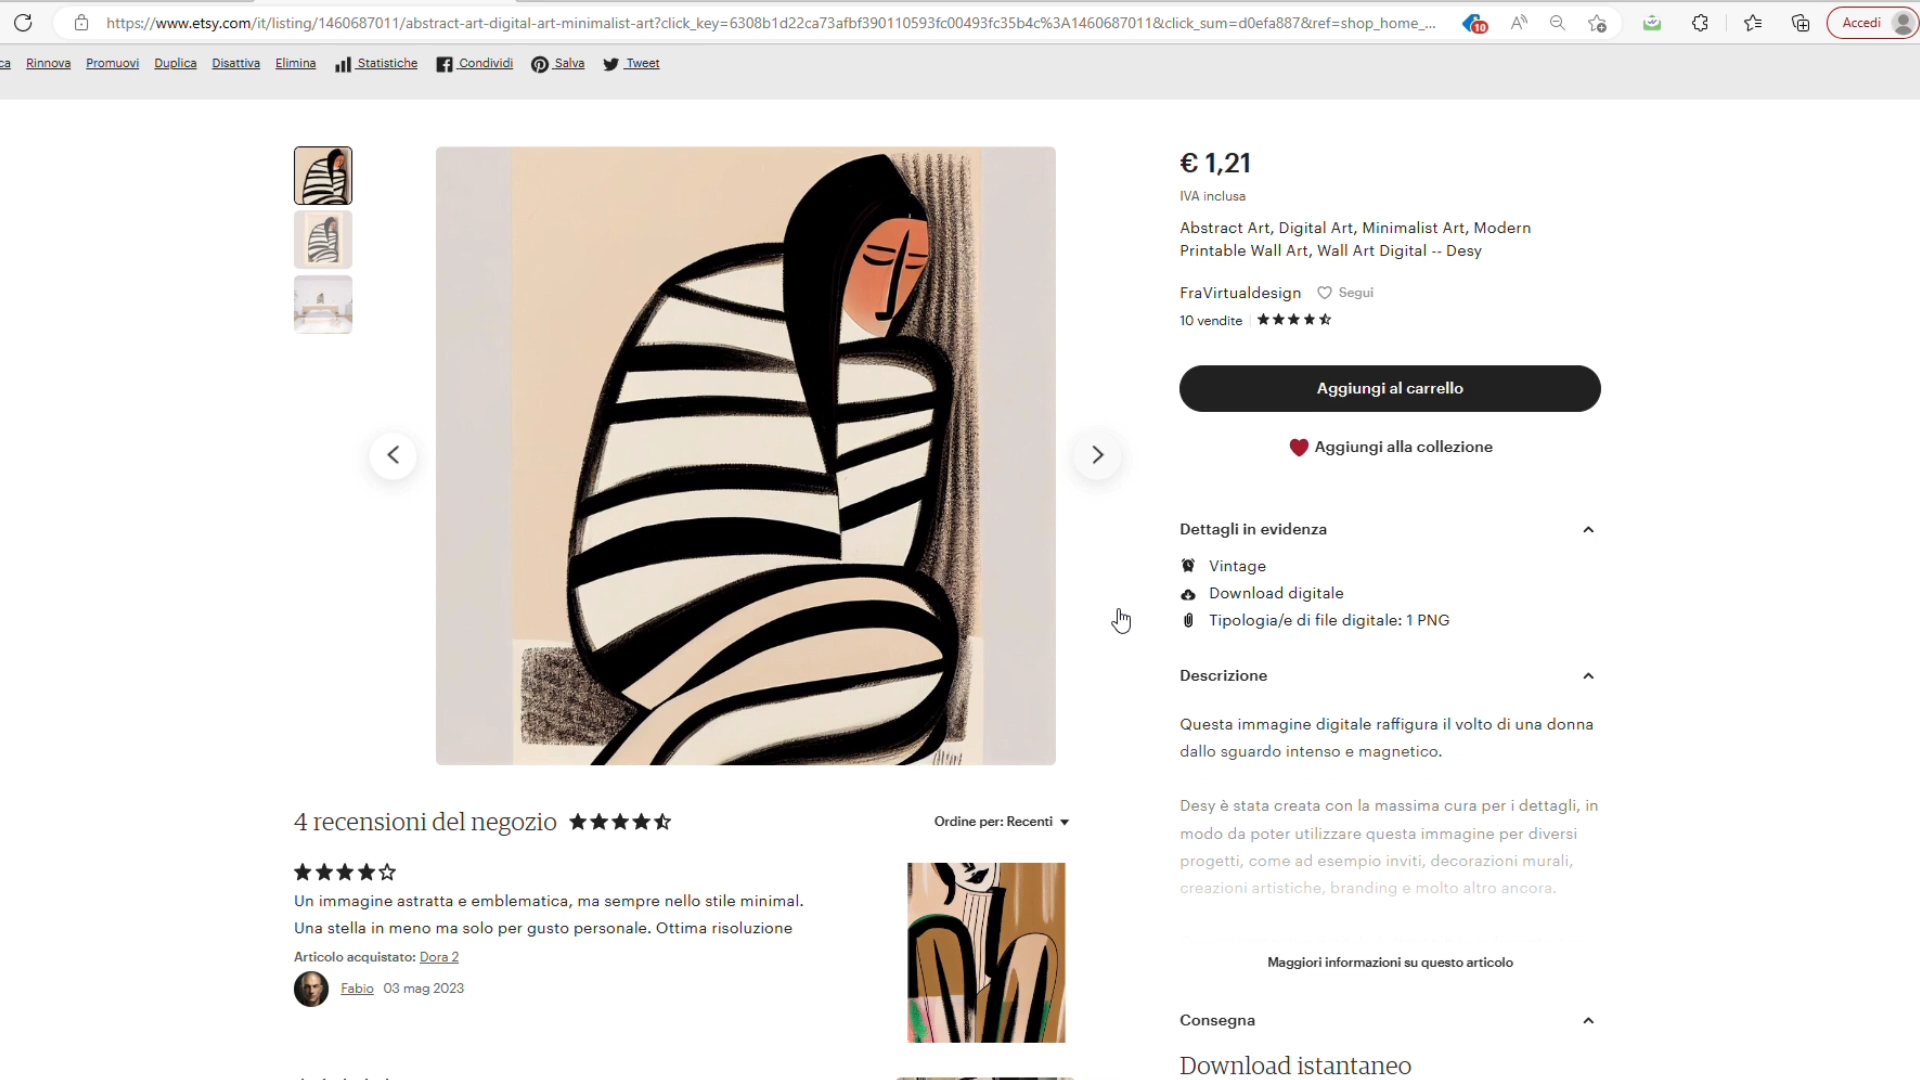 https://www.etsy.com/it/listing/1460687011/abstract-art-digital-art-minimalist-art?click_key=6308b1d22ca73afbf390110593fc00493fc35b4c%3A1460687011&click_sum=d0efa887&ref=shop_home_...
10
Accedi
ca Rinnova Promuovi Duplica Disattiva Elimina Statistiche Condividi Salva Tweet
€ 1,21
IVA inclusa
Abstract Art, Digital Art, Minimalist Art, Modern
Printable Wall Art, Wall Art Digital -- Desy
FraVirtualdesign Segui
10 vendite
Aggiungi al carrello
Aggiungi alla collezione
Dettagli in evidenza
Vintage
Download digitale
Tipologia/e di file digitale: 1 PNG
Descrizione
Questa immagine digitale raffigura il volto di una donna
dallo sguardo intenso e magnetico.
Desy è stata creata con la massima cura per i dettagli, in
modo da poter utilizzare questa immagine per diversi
progetti, come ad esempio inviti, decorazioni murali,
creazioni artistiche, branding e molto altro ancora.
Maggiori informazioni su questo articolo
Consegna
Download istantaneo
4 recensioni del negozio
Ordine per: Recenti
Un immagine astratta e emblematica, ma sempre nello stile minimal.
Una stella in meno ma solo per gusto personale. Ottima risoluzione
Articolo acquistato: Dora 2
Fabio 03 mag 2023